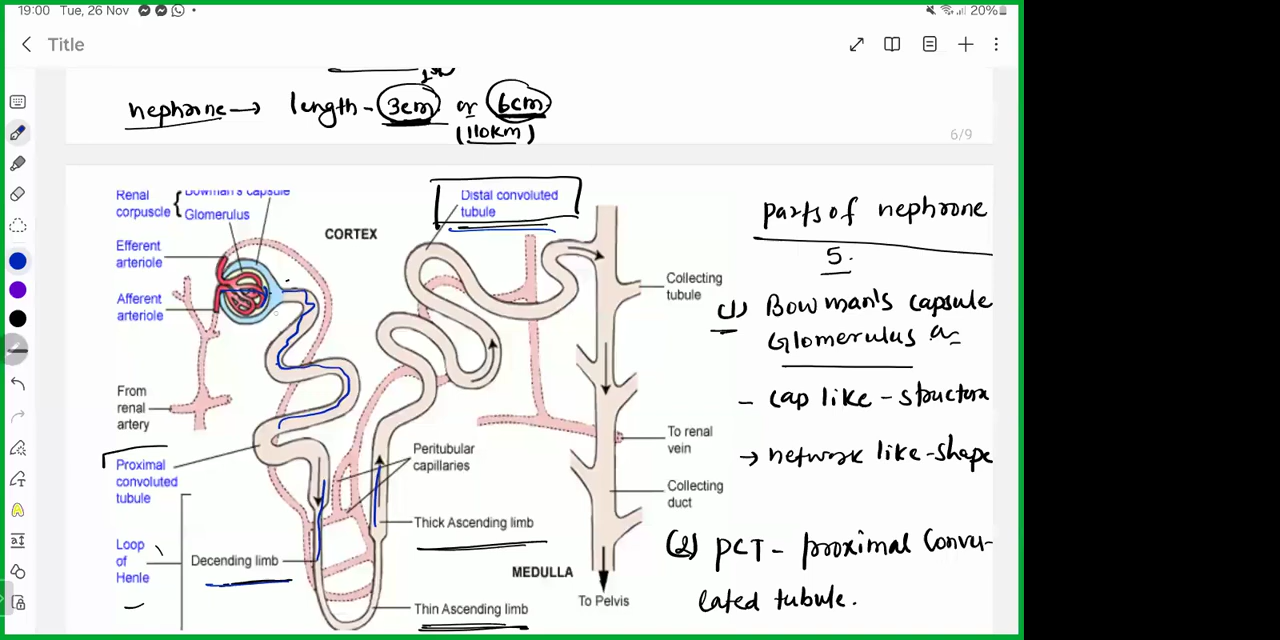 19:00 Tue, 26 Nov
20%
Title
nephrone → length - 3cm or 6cm
(110km)
6/9
Renal corpuscle
Bowman's capsule
Glomerulus
Efferent
arteriole
Afferent
arteriole
From
renal
artery
Proximal
convoluted
tubule
Loop
of
Henle
Decending limb
CORTEX
Distal convoluted
tubule
Peritubular
capillaries
Thick Ascending limb
MEDULLA
Thin Ascending limb
Collecting
tubule
To renal
vein
Collecting
duct
To Pelvis
parts of nephrone
5.
(1) Bowman's capsule
Glomerulus
- cap like - structure
→ network like - shape
(2) PCT - proximal convu-
lated tubule.